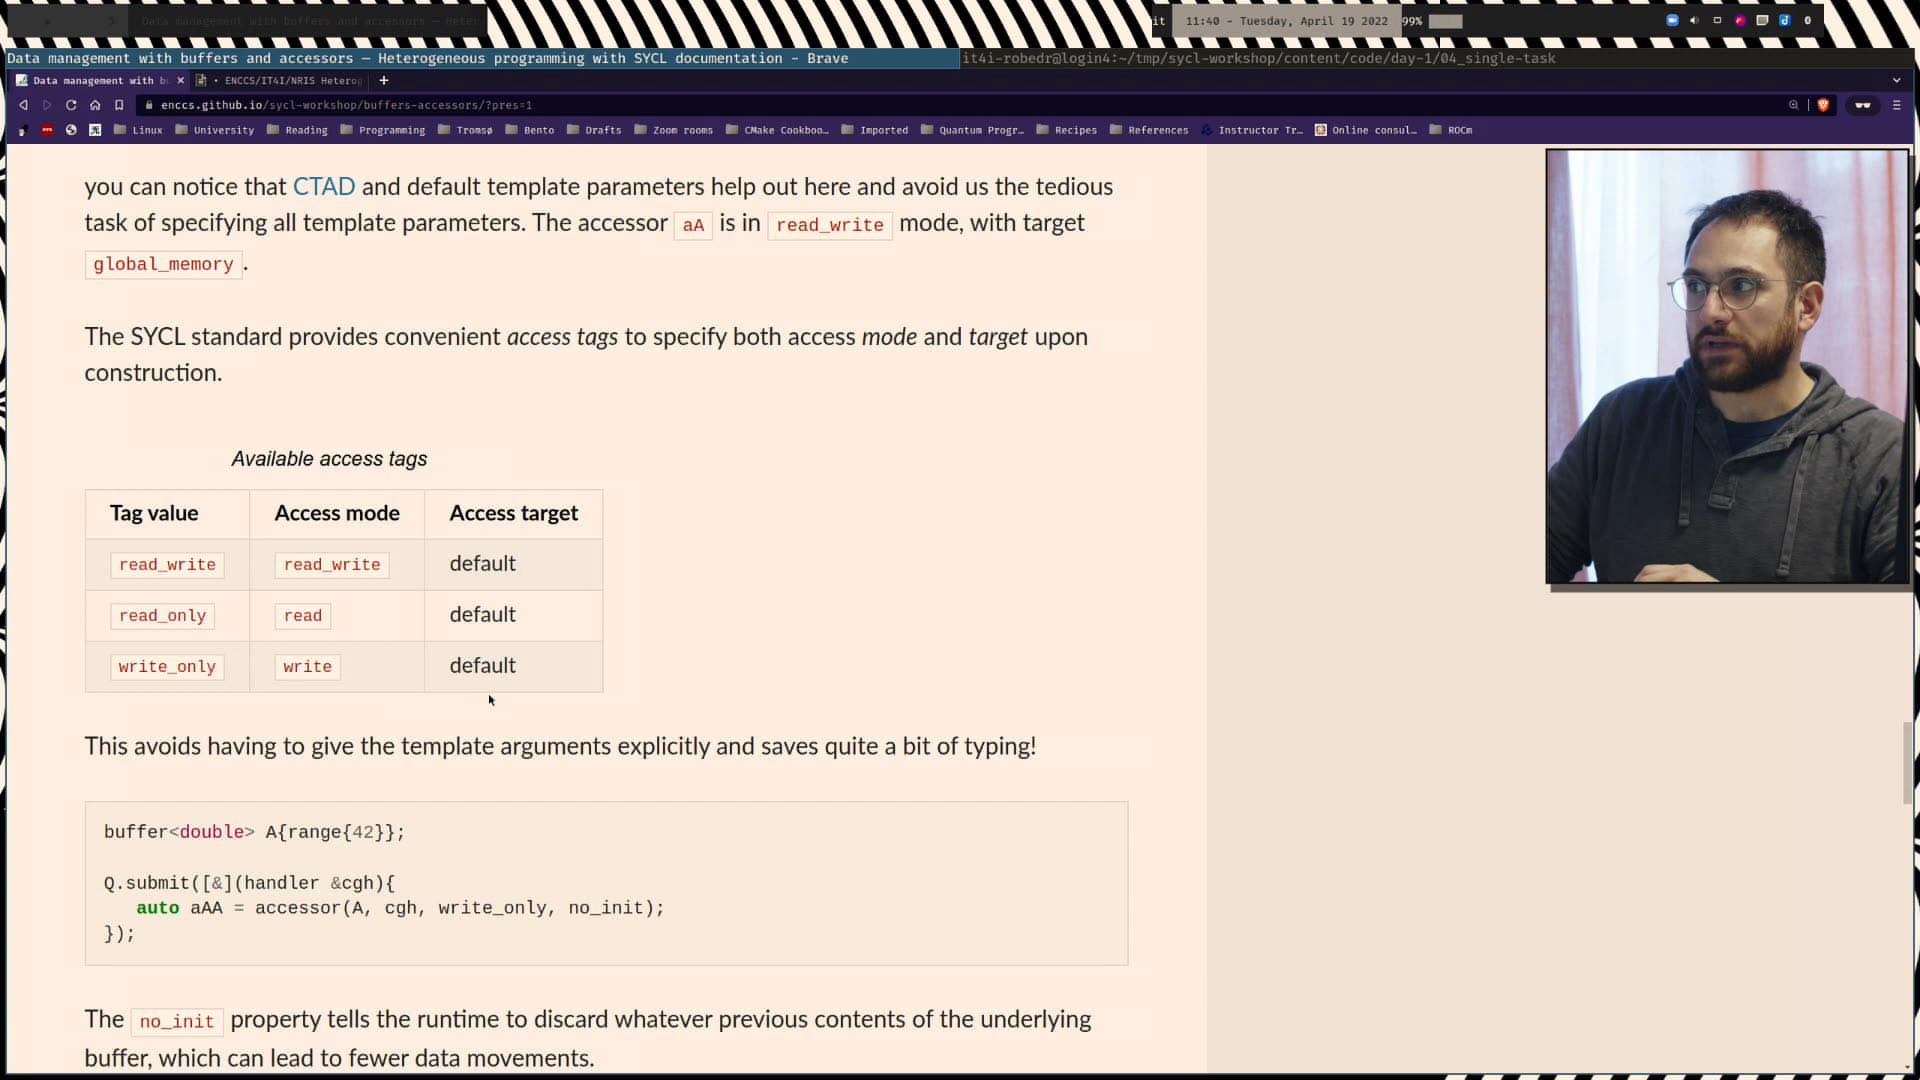 Data management with buffers and accessors — Heter
it 11:40 - Tuesday, April 19 2022 99%
Data management with buffers and accessors — Heterogeneous programming with SYCL documentation - Brave
it4i-robedr@login4:~/tmp/sycl-workshop/content/code/day-1/04_single-task
Data management with b
ENCCS/IT4I/NRIS Heterog
enccs.github.io/sycl-workshop/buffers-accessors/?pres=1
Linux University Reading Programming Tromsø Bento Drafts Zoom rooms CMake Cookboo… Imported Quantum Progr… Recipes References Instructor Tr… Online consul… ROCm
you can notice that CTAD and default template parameters help out here and avoid us the tedious
task of specifying all template parameters. The accessor aA is in read_write mode, with target
global_memory .
The SYCL standard provides convenient access tags to specify both access mode and target upon
construction.
Available access tags
Tag value Access mode Access target
read_write read_write default
read_only read default
write_only write default
This avoids having to give the template arguments explicitly and saves quite a bit of typing!
buffer<double> A{range{42}};
Q.submit([&](handler &cgh){
auto aAA = accessor(A, cgh, write_only, no_init);
});
The no_init property tells the runtime to discard whatever previous contents of the underlying
buffer, which can lead to fewer data movements.